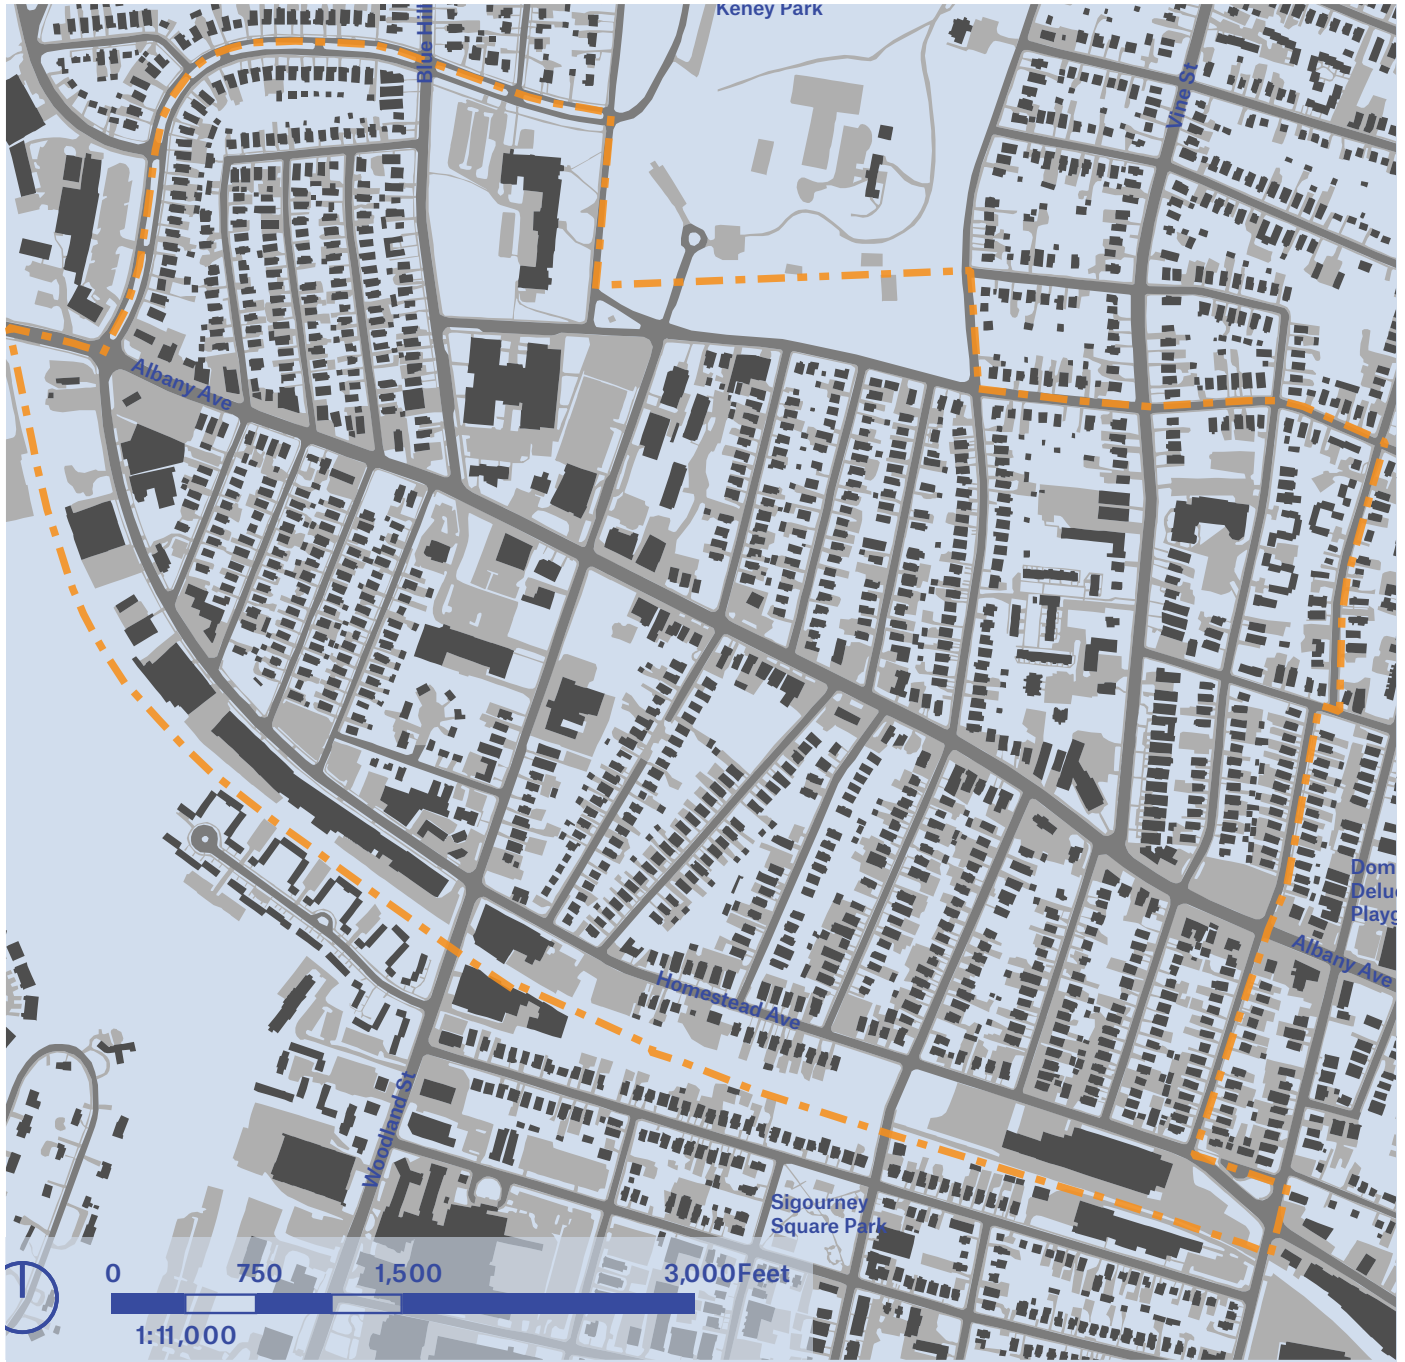 Keney Park
Blue Hill
Vine St
Albany Ave
Dom
Deluc
Playg
Albany Ave
Homestead Ave
Woodland St
Sigourney
Square Park
0 750 1,500 3,000Feet
1:11,000